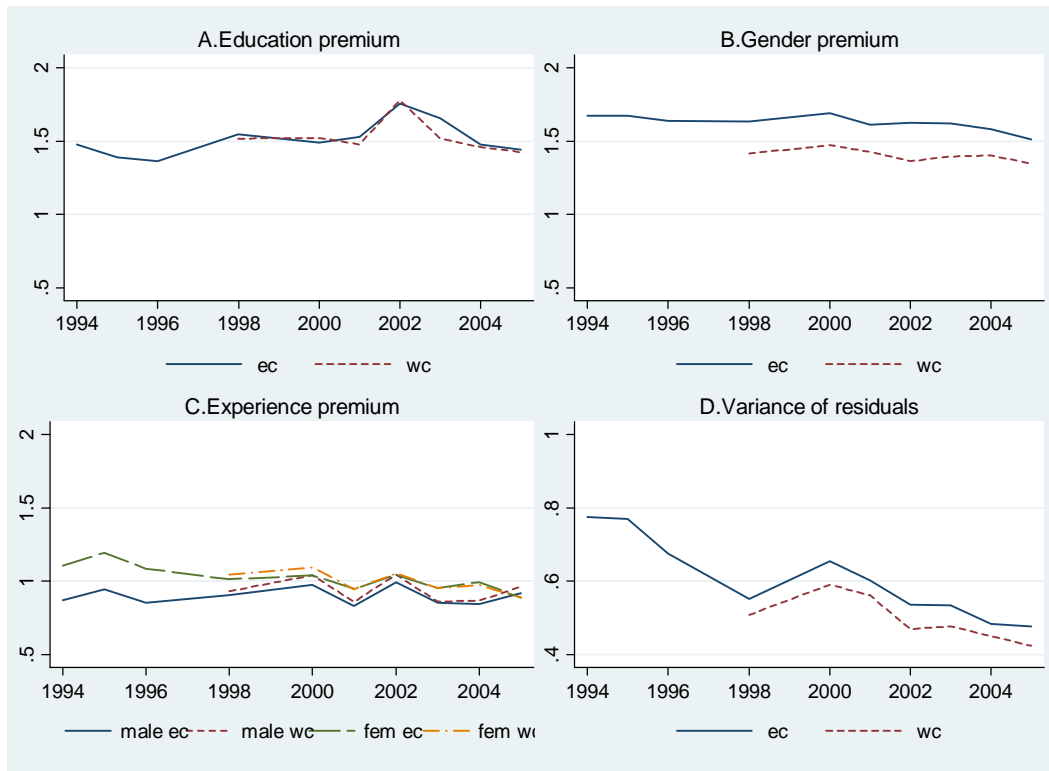 A.Education premium
2
1.5
1
.5
1994 1996 1998 2000 2002 2004
ec wc
B.Gender premium
2
1.5
1
.5
1994 1996 1998 2000 2002 2004
ec wc
C.Experience premium
2
1.5
1
.5
1994 1996 1998 2000 2002 2004
male ec male wc fem ec fem wc
D.Variance of residuals
1
.8
.6
.4
1994 1996 1998 2000 2002 2004
ec wc